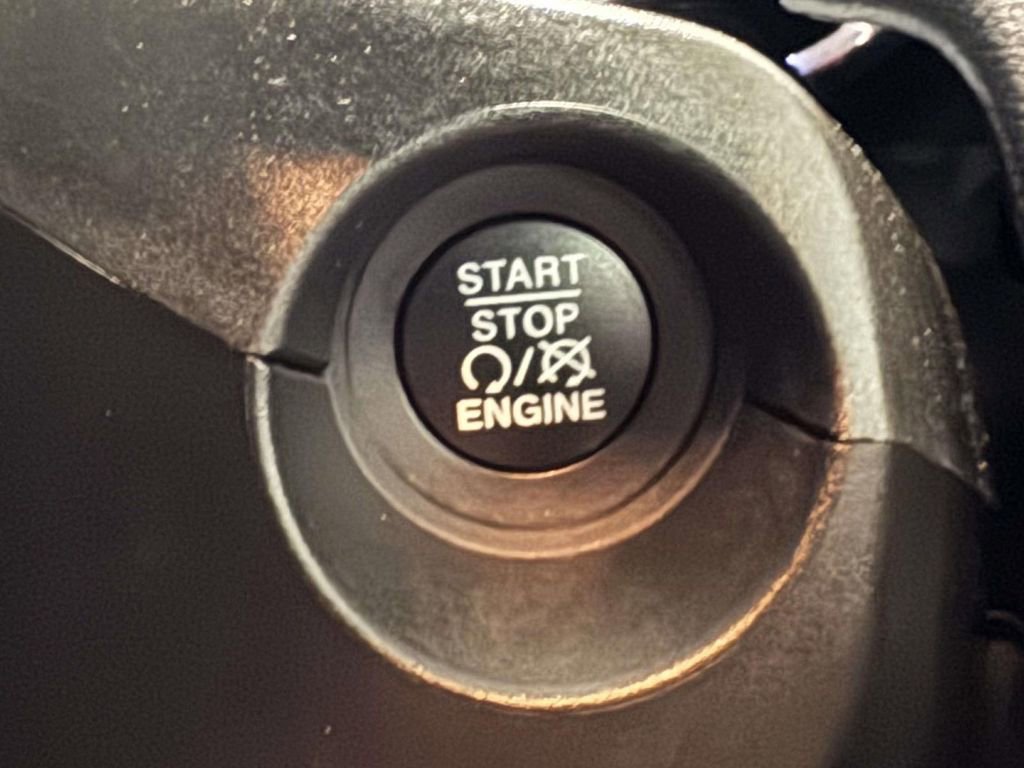 START
STOP
/
ENGINE